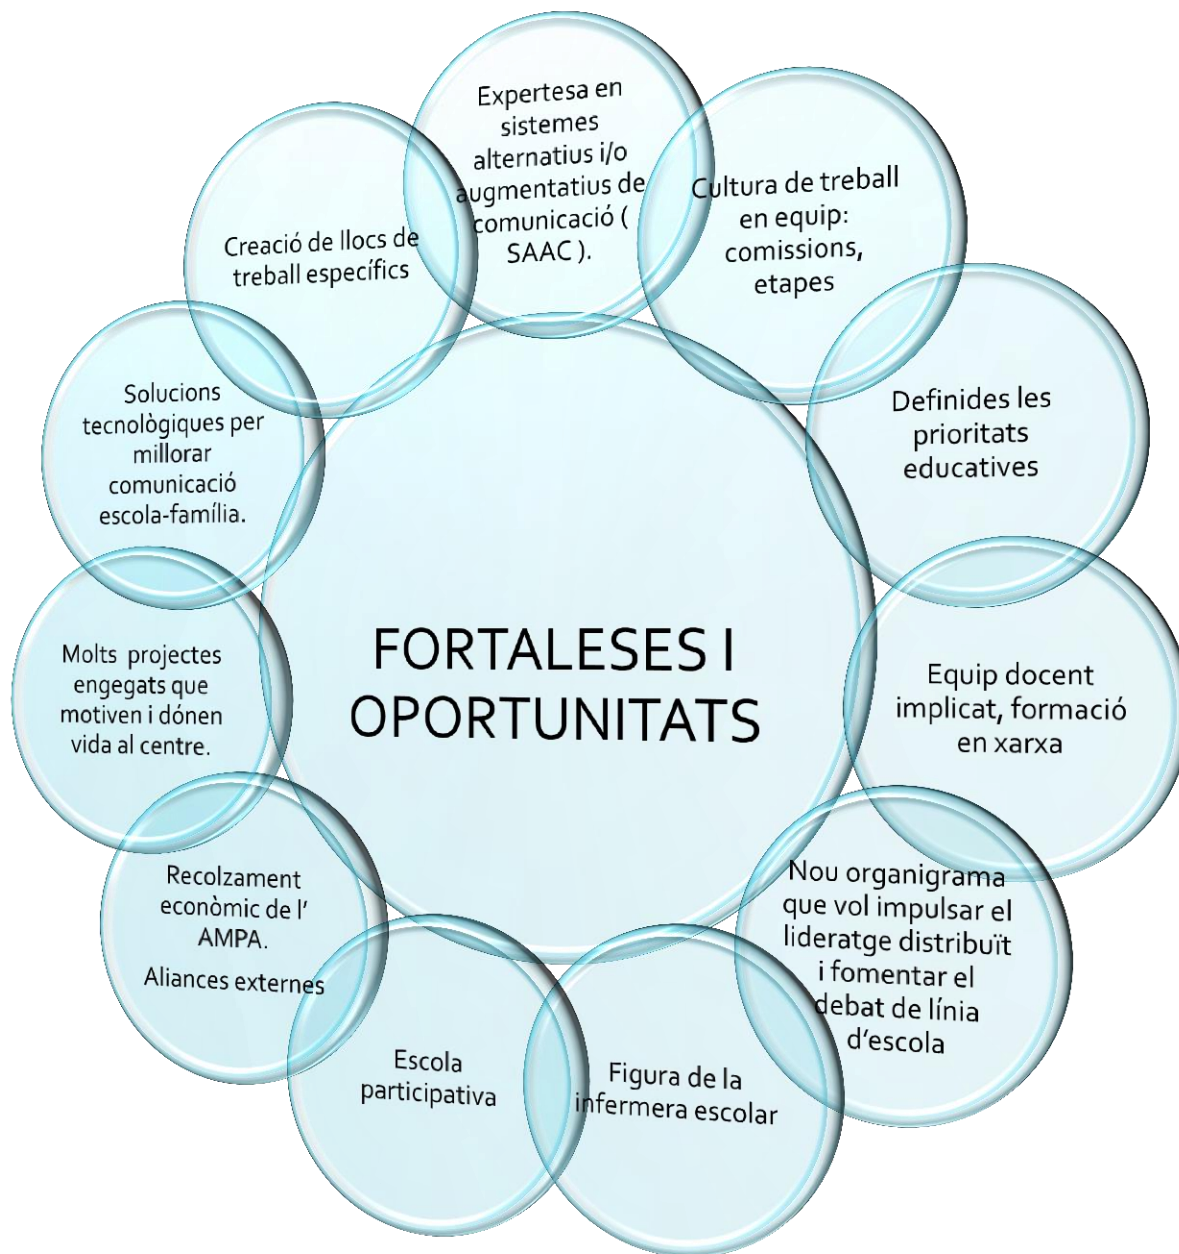 Expertesa en
sistemes
alternatius i/o
augmentatius de
comunicació (
SAAC ).
Cultura de treball
en equip:
comissions,
etapes
Definides les
prioritats
educatives
Equip docent
implicat, formació
en xarxa
Nou organigrama
que vol impulsar el
lideratge distribuït
i fomentar el
debat de línia
d'escola
Figura de la
infermera escolar
Escola
participativa
Recolzament
econòmic de l'
AMPA.
Aliances externes
Molts projectes
engegats que
motiven i dónen
vida al centre.
Solucions
tecnològiques per
millorar
comunicació
escola-família.
Creació de llocs de
treball específics
FORTALESES I
OPORTUNITATS